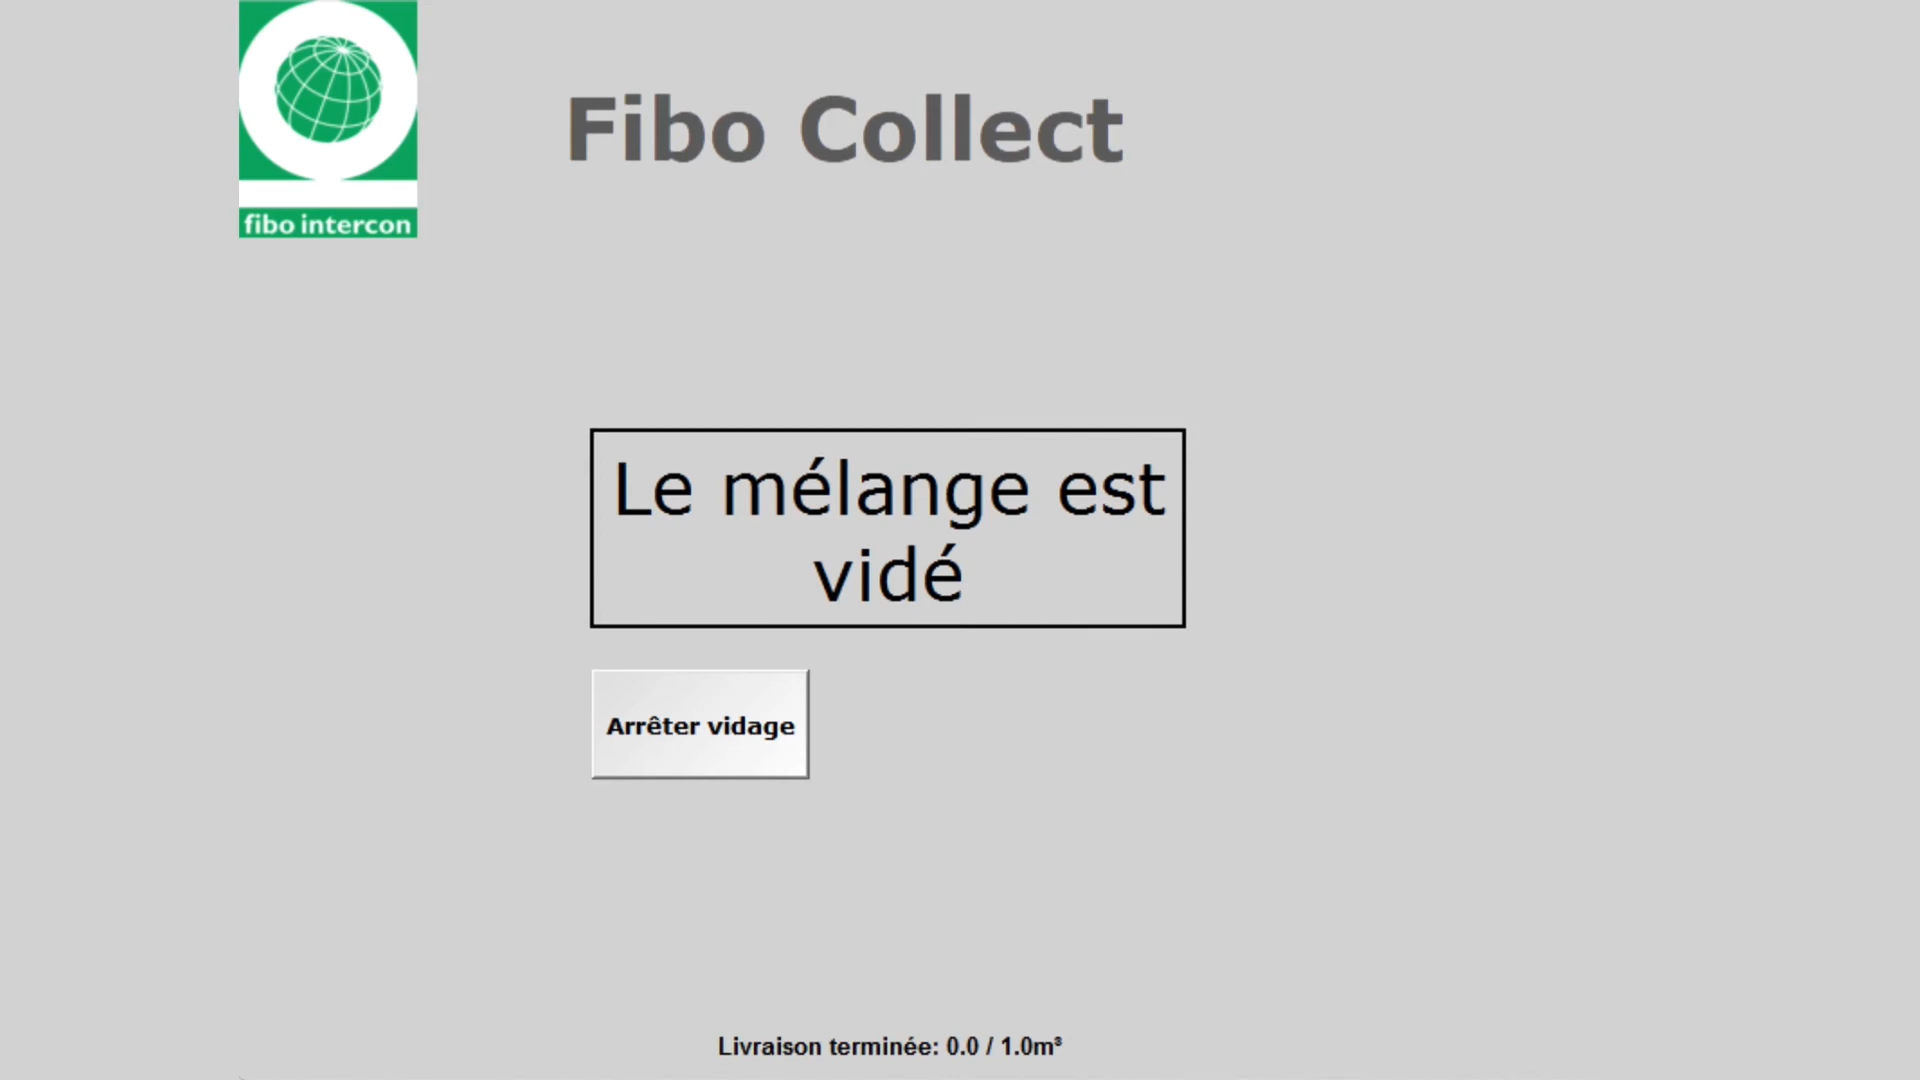 fibo intercon
Fibo Collect
Le mélange est
vidé
Arrêter vidage
Livraison terminée: 0.0 / 1.0m³